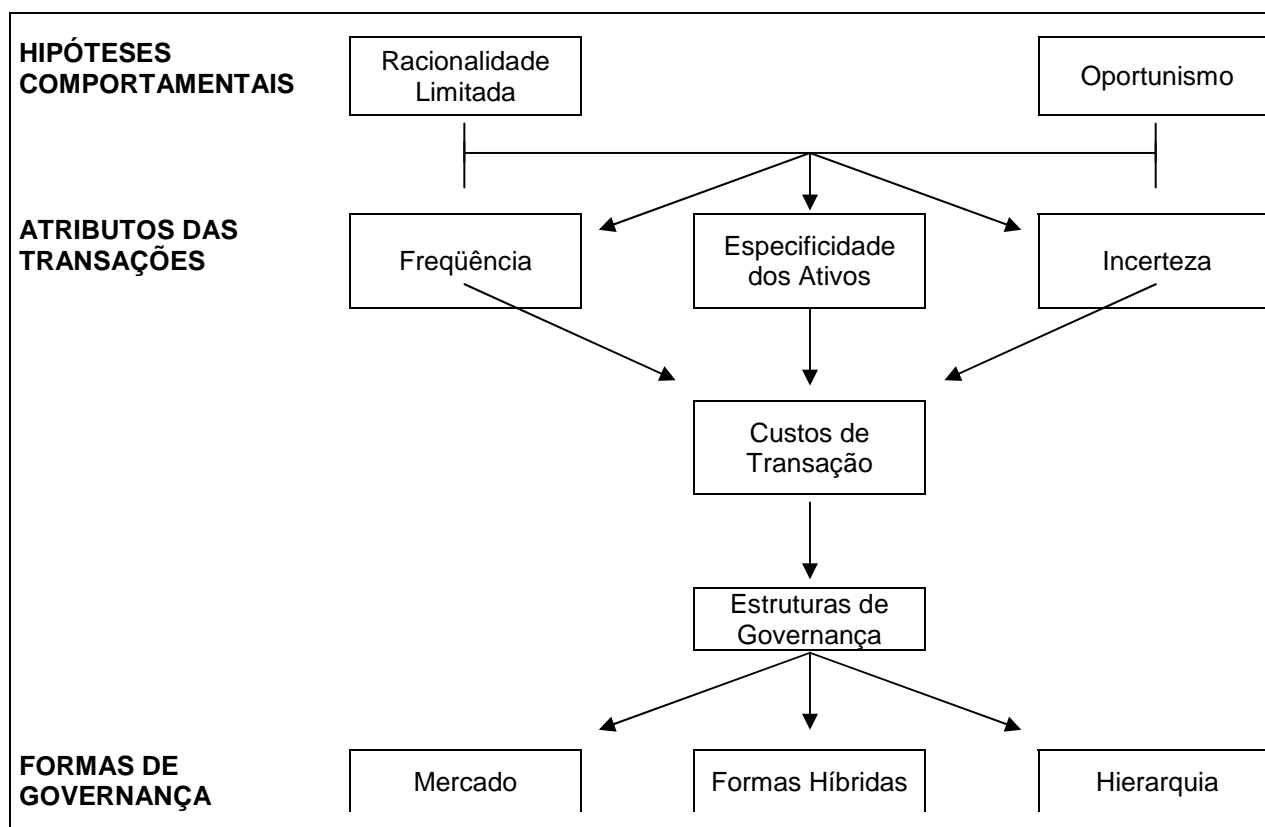 HIPÓTESES
COMPORTAMENTAIS
Racionalidade
Limitada
Oportunismo
ATRIBUTOS DAS
TRANSAÇÕES
Freqüência
Especificidade
dos Ativos
Incerteza
Custos de
Transação
Estruturas de
Governança
FORMAS DE
GOVERNANÇA
Mercado
Formas Híbridas
Hierarquia